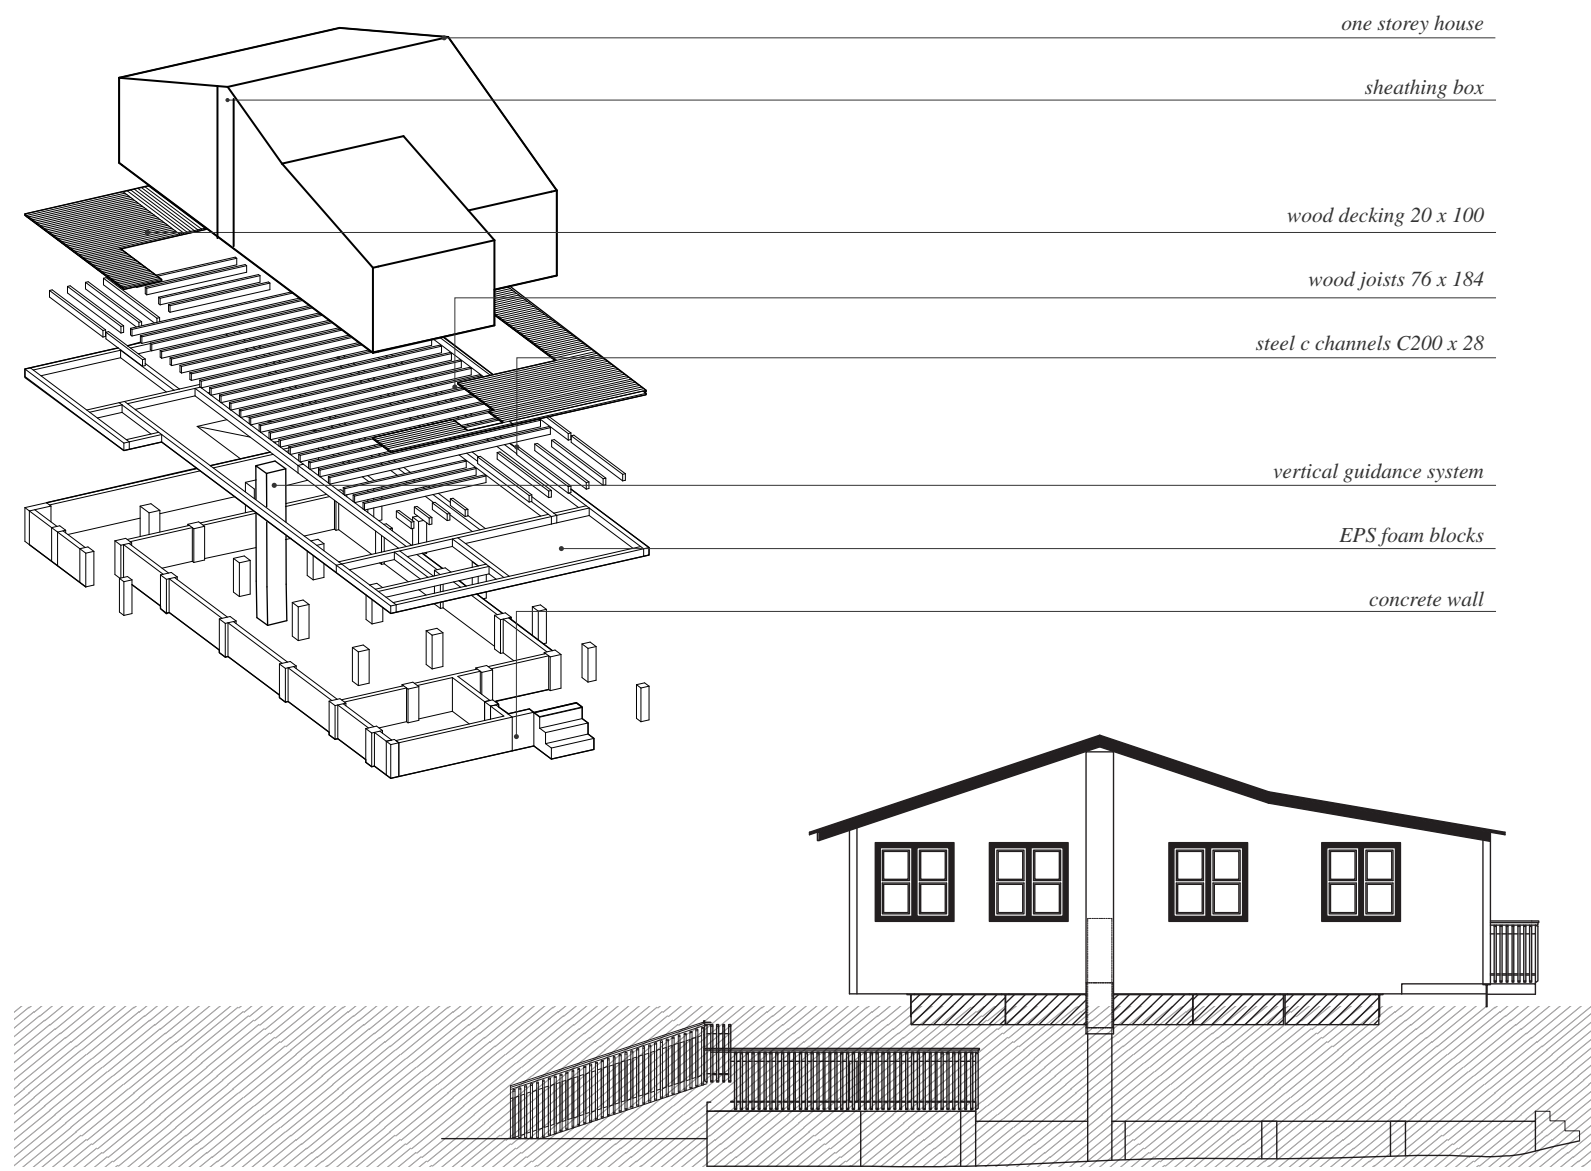 one storey house
sheathing box
wood decking 20 x 100
wood joists 76 x 184
steel c channels C200 x 28
vertical guidance system
EPS foam blocks
concrete wall